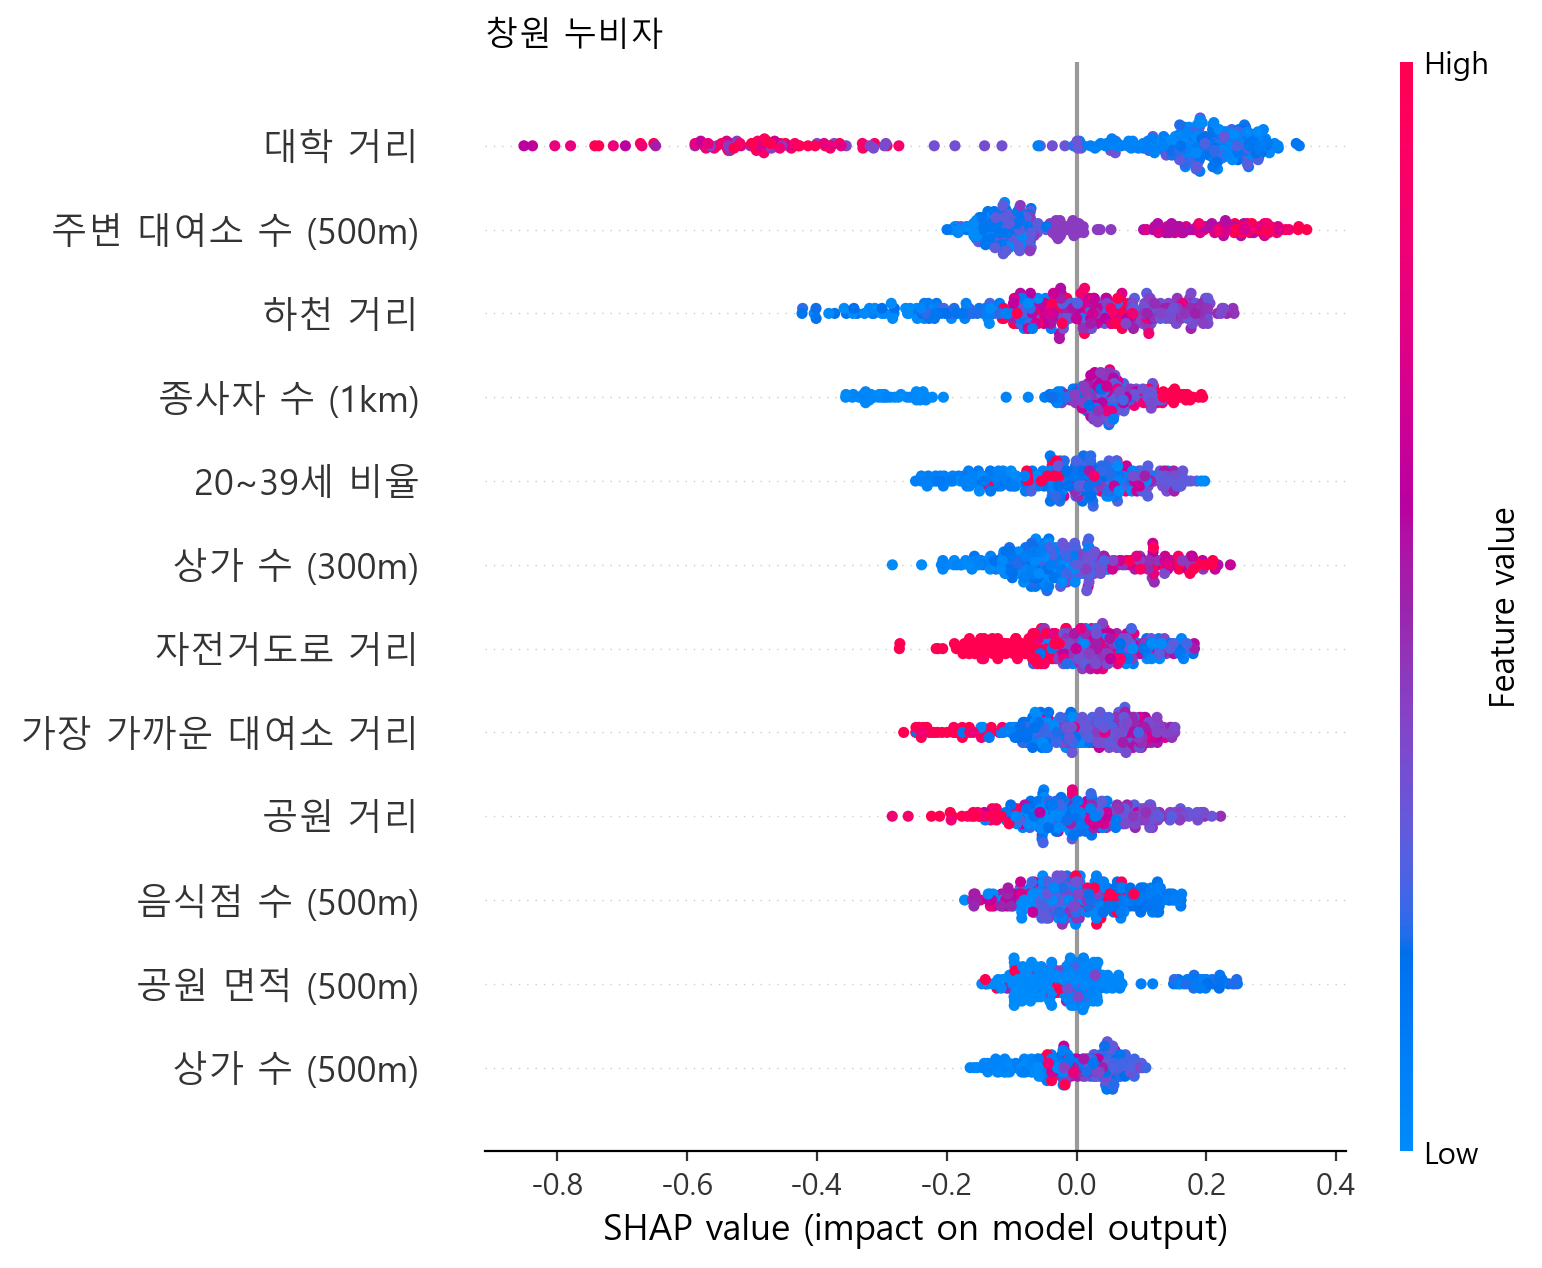 창원 누비자
High
대학 거리
주변 대여소 수 (500m)
하천 거리
종사자 수 (1km)
20~39세 비율
상가 수 (300m)
자전거도로 거리
가장 가까운 대여소 거리
공원 거리
음식점 수 (500m)
공원 면적 (500m)
상가 수 (500m)
Feature value
Low
-0.8 -0.6 -0.4 -0.2 0.0 0.2 0.4
SHAP value (impact on model output)